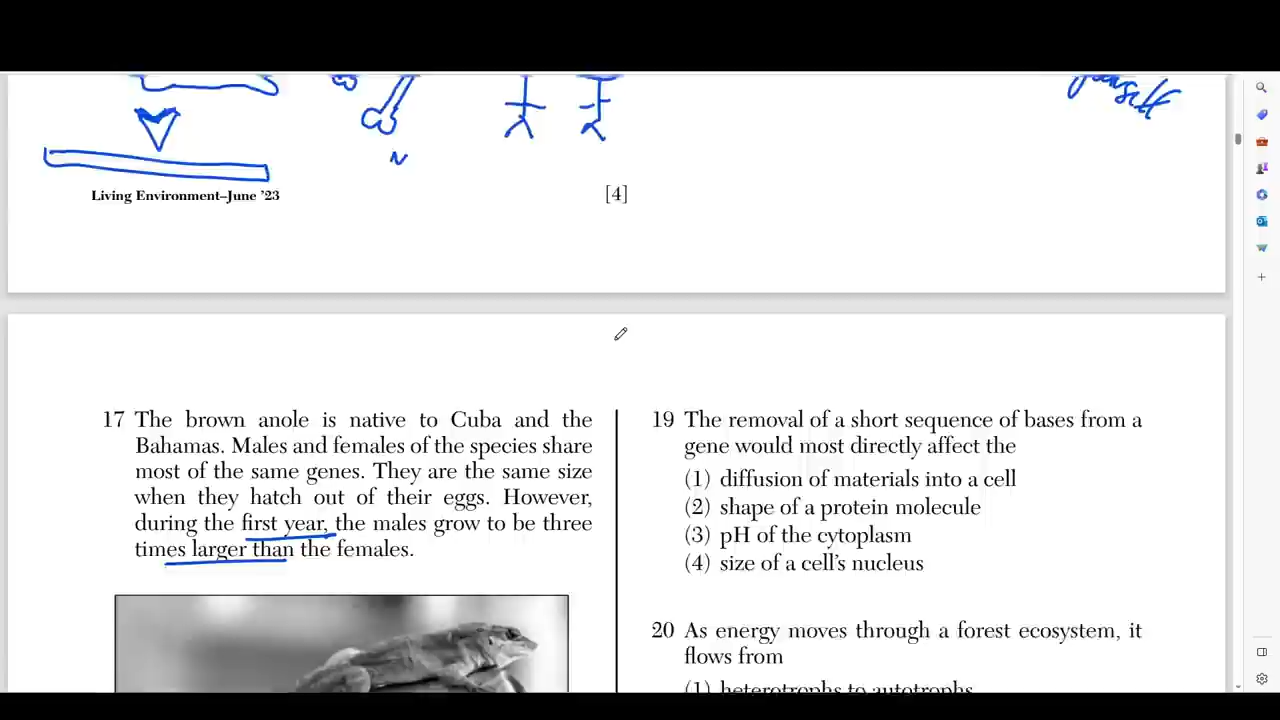 N
Living Environment–June ’23
[4]
17 The brown anole is native to Cuba and the
Bahamas. Males and females of the species share
most of the same genes. They are the same size
when they hatch out of their eggs. However,
during the first year, the males grow to be three
times larger than the females.
19 The removal of a short sequence of bases from a
gene would most directly affect the
(1) diffusion of materials into a cell
(2) shape of a protein molecule
(3) pH of the cytoplasm
(4) size of a cell’s nucleus
20 As energy moves through a forest ecosystem, it
flows from
(1) heterotrophs to autotrophs